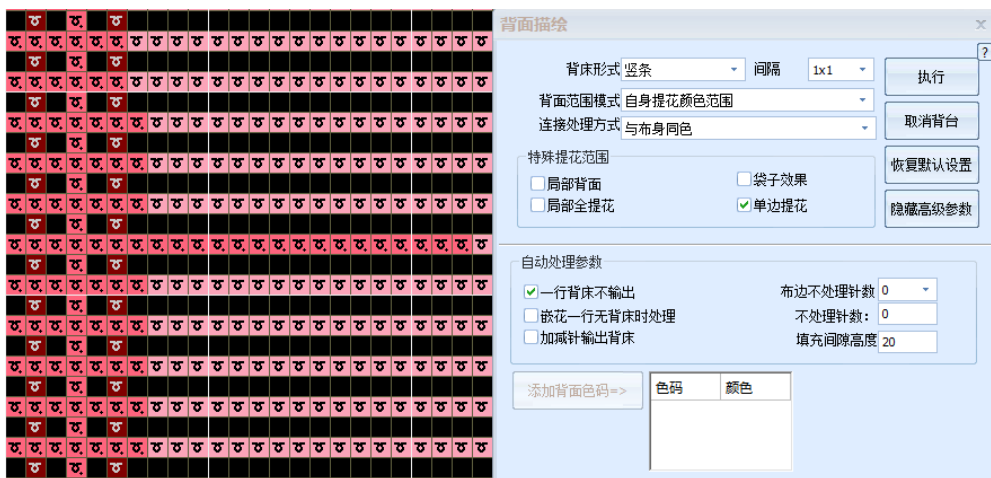 背面描绘
x
?
背床形式 竖条 间隔 1x1 执行
背面范围模式 自身提花颜色范围
连接处理方式 与布身同色 取消背台
特殊提花范围
局部背面 袋子效果 恢复默认设置
局部全提花 单边提花 隐藏高级参数
自动处理参数
一行背床不输出 布边不处理针数 0
嵌花一行无背床时处理 不处理针数： 0
加减针输出背床 填充间隙高度 20
添加背面色码=> 色码 颜色